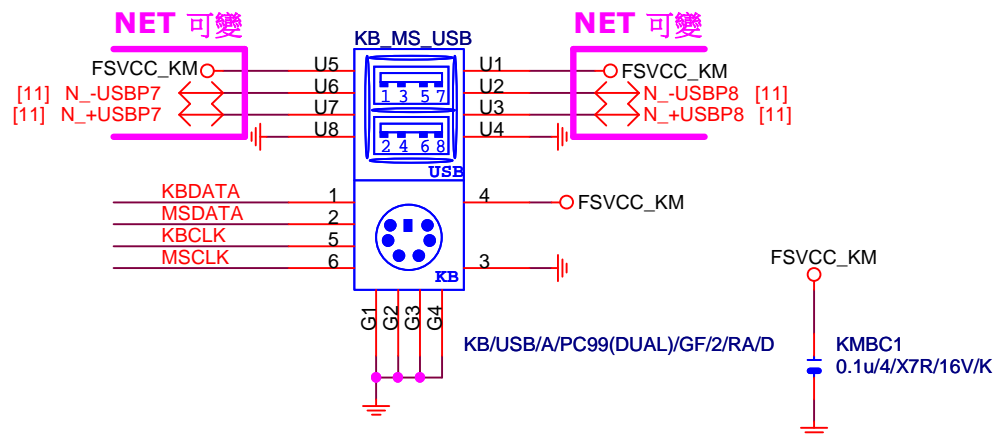 NET 可變
NET 可變
KB_MS_USB
FSVCC_KM U5 U1 FSVCC_KM
[11] N_-USBP7 U6 U2 N_-USBP8 [11]
[11] N_+USBP7 U7 U3 N_+USBP8 [11]
U8 U4
1 3 5 7
2 4 6 8
USB
KBDATA 1 4 FSVCC_KM
MSDATA 2
KBCLK 5
MSCLK 6 3
KB
G1 G2 G3 G4
KB/USB/A/PC99(DUAL)/GF/2/RA/D
FSVCC_KM
KMBC1
0.1u/4/X7R/16V/K